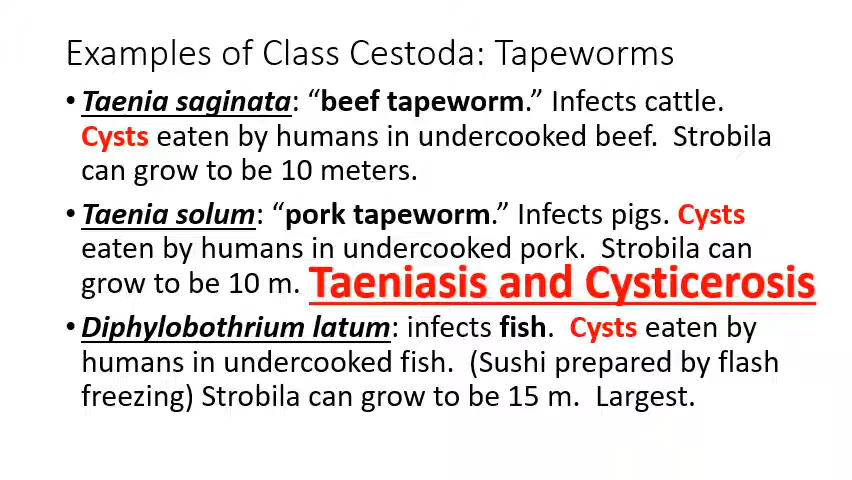 Examples of Class Cestoda: Tapeworms
• Taenia saginata: “beef tapeworm.” Infects cattle.
Cysts eaten by humans in undercooked beef. Strobila
can grow to be 10 meters.
• Taenia solum: “pork tapeworm.” Infects pigs. Cysts
eaten by humans in undercooked pork. Strobila can
grow to be 10 m. Taeniasis and Cysticerosis
• Diphylobothrium latum: infects fish. Cysts eaten by
humans in undercooked fish. (Sushi prepared by flash
freezing) Strobila can grow to be 15 m. Largest.